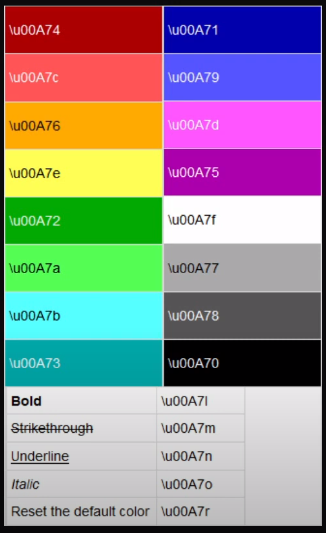 \u00A74 \u00A71
\u00A7c \u00A79
\u00A76 \u00A7d
\u00A7e \u00A75
\u00A72 \u00A7f
\u00A7a \u00A77
\u00A7b \u00A78
\u00A73 \u00A70
Bold \u00A7l
Strikethrough \u00A7m
Underline \u00A7n
Italic \u00A7o
Reset the default color \u00A7r